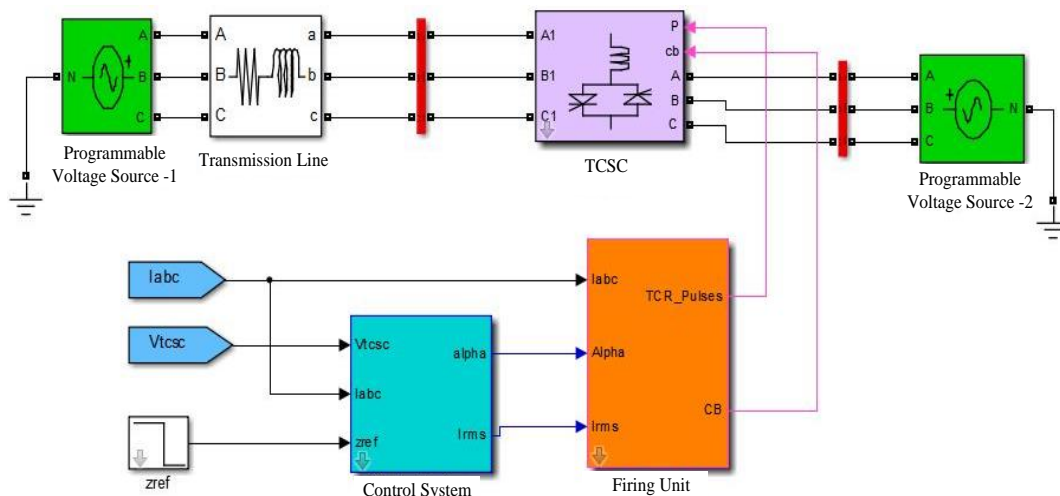 N
A
B
C
A
B
C
a
b
c
A1
B1
C1
P
cb
A
B
C
A
B
C
N
Programmable
Voltage Source -1
Transmission Line
TCSC
Programmable
Voltage Source -2
Iabc
Vtcsc
zref
Vtcsc
Iabc
zref
alpha
Irms
Control System
Iabc
Alpha
Irms
TCR_Pulses
CB
Firing Unit